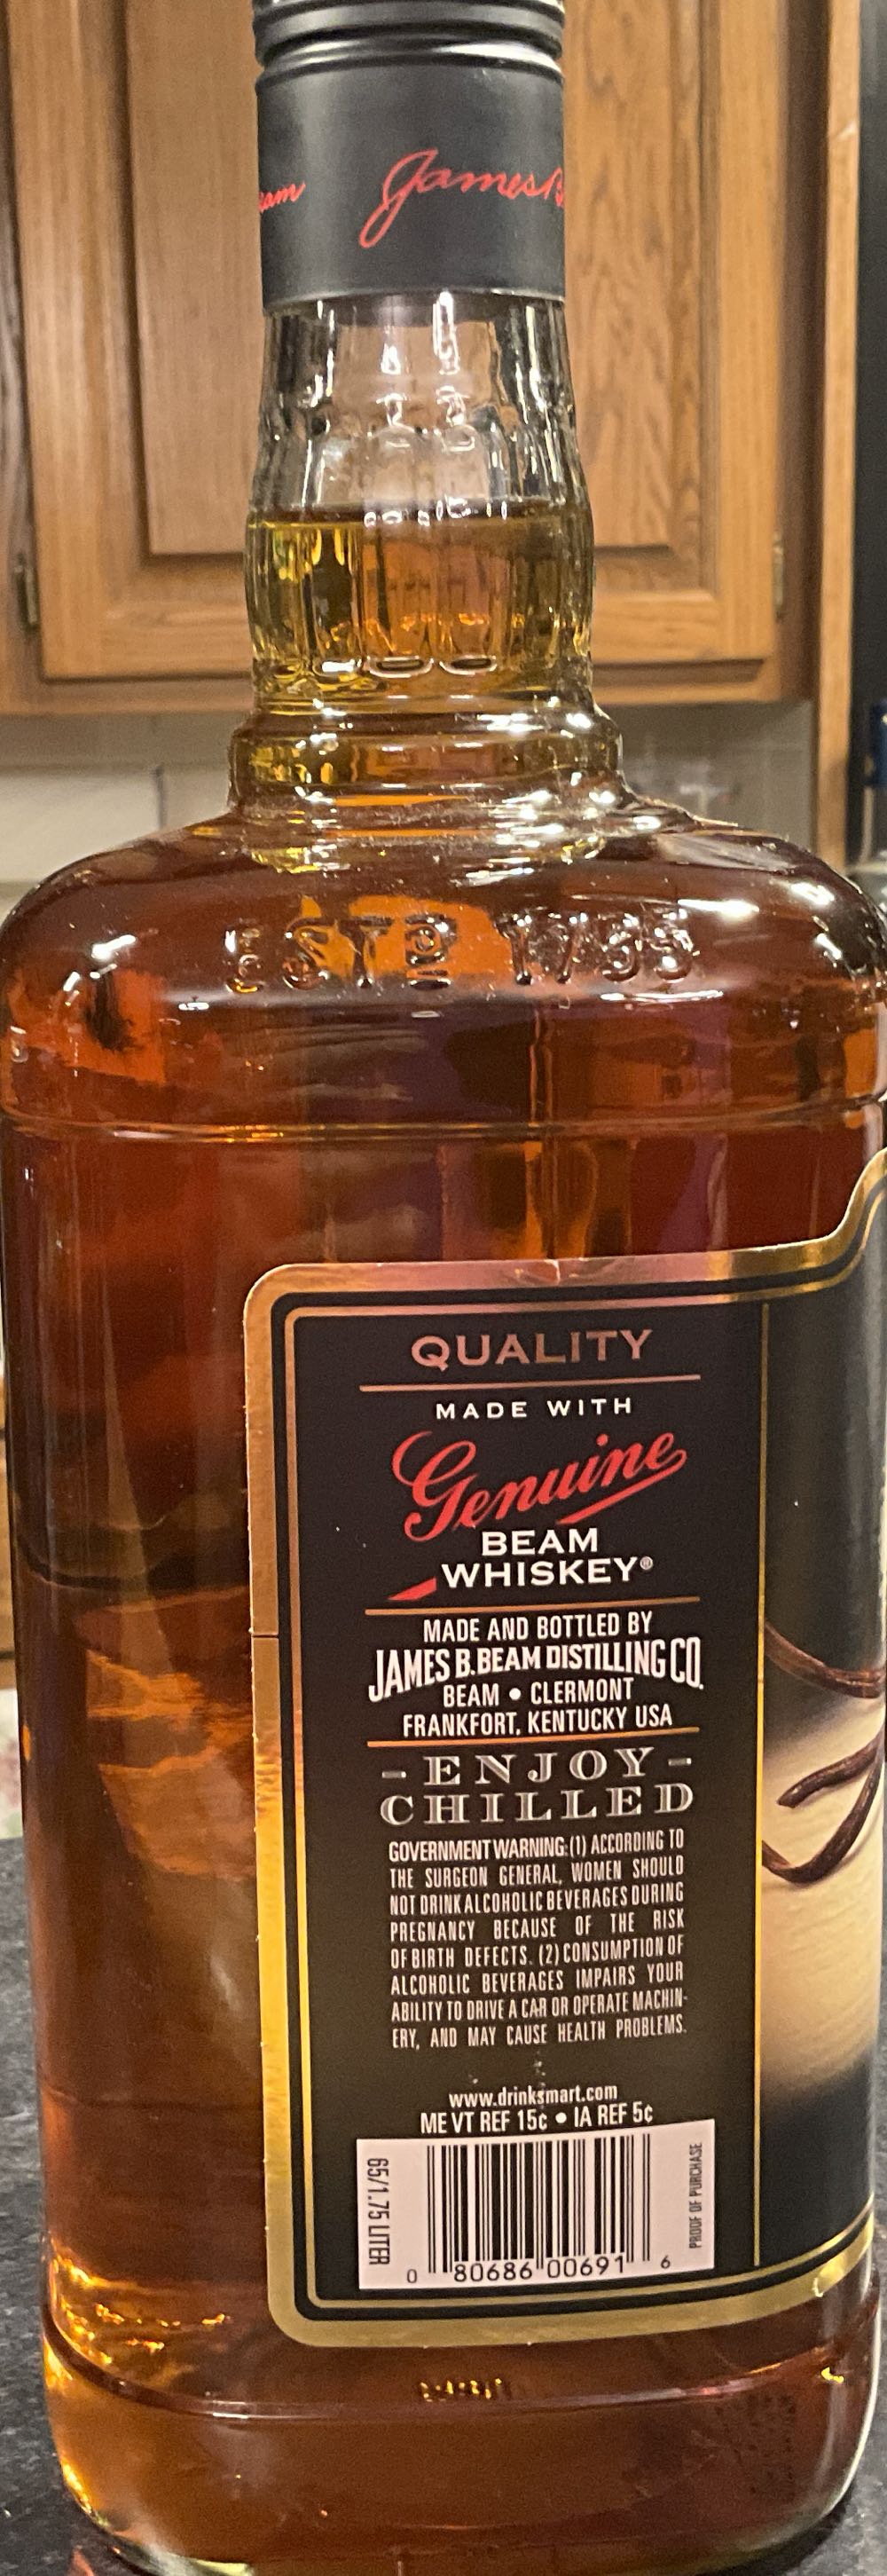 eam James B
ESTD 1795
QUALITY
MADE WITH
Genuine
BEAM
WHISKEY®
MADE AND BOTTLED BY
JAMES B. BEAM DISTILLING CO.
BEAM • CLERMONT
FRANKFORT, KENTUCKY USA
- ENJOY -
CHILLED
GOVERNMENT WARNING: (1) ACCORDING TO
THE SURGEON GENERAL, WOMEN SHOULD
NOT DRINK ALCOHOLIC BEVERAGES DURING
PREGNANCY BECAUSE OF THE RISK
OF BIRTH DEFECTS. (2) CONSUMPTION OF
ALCOHOLIC BEVERAGES IMPAIRS YOUR
ABILITY TO DRIVE A CAR OR OPERATE MACHIN-
ERY, AND MAY CAUSE HEALTH PROBLEMS.
www.drinksmart.com
ME VT REF 15¢ • IA REF 5¢
65/1.75 LITER
PROOF OF PURCHASE
0 80686 00691 6